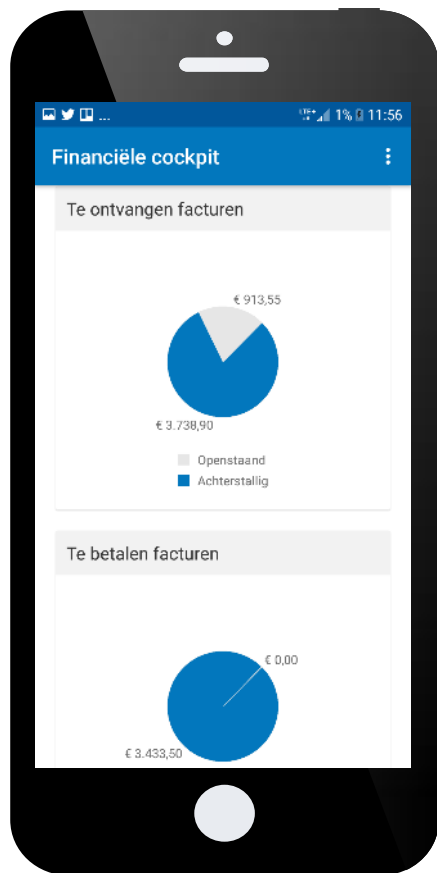 ... 1% 11:56
Financiële cockpit
Te ontvangen facturen
€ 913,55
€ 3.738,90
Openstaand
Achterstallig
Te betalen facturen
€ 0,00
€ 3.433,50